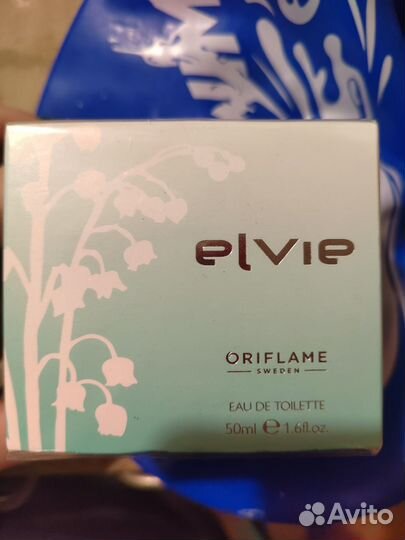 elvie
ORIFLAME
SWEDEN
EAU DE TOILETTE
50ml e 1.6fl.oz.
Avito